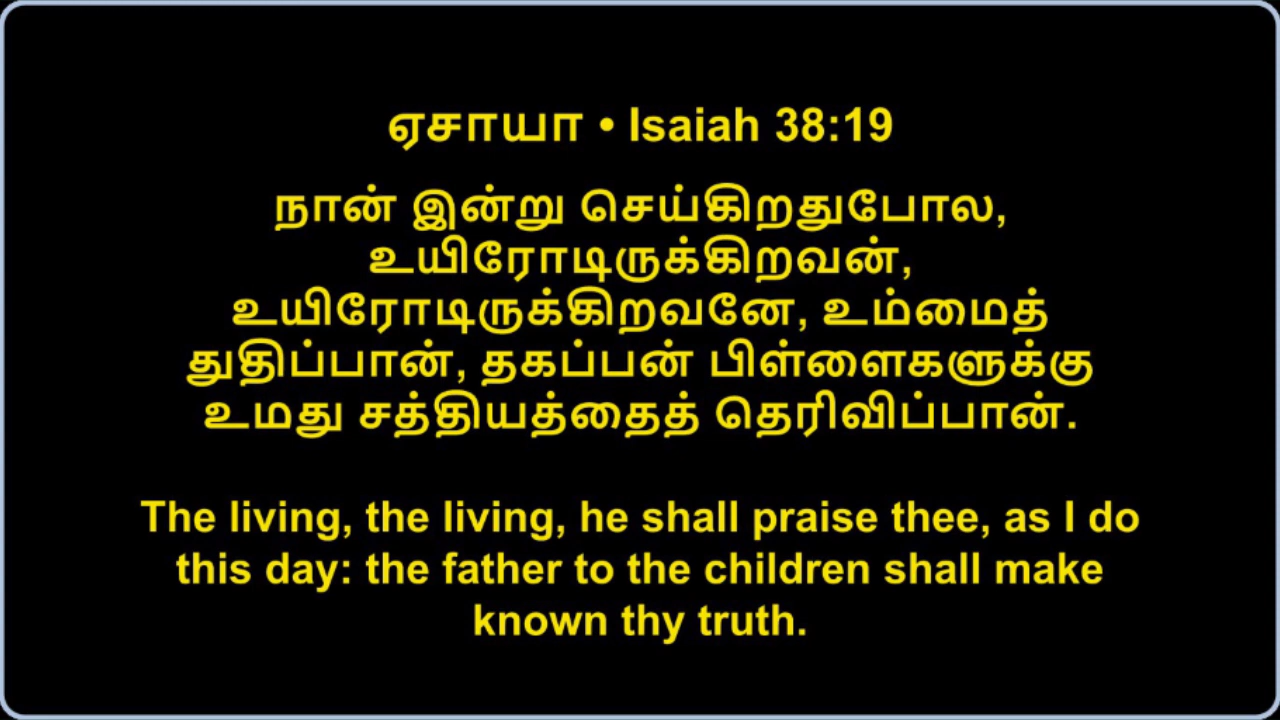 ஏசாயா • Isaiah 38:19
நான் இன்று செய்கிறதுபோல,
உயிரோடிருக்கிறவன்,
உயிரோடிருக்கிறவனே, உம்மைத்
துதிப்பான், தகப்பன் பிள்ளைகளுக்கு
உமது சத்தியத்தைத் தெரிவிப்பான்.
The living, the living, he shall praise thee, as I do
this day: the father to the children shall make
known thy truth.